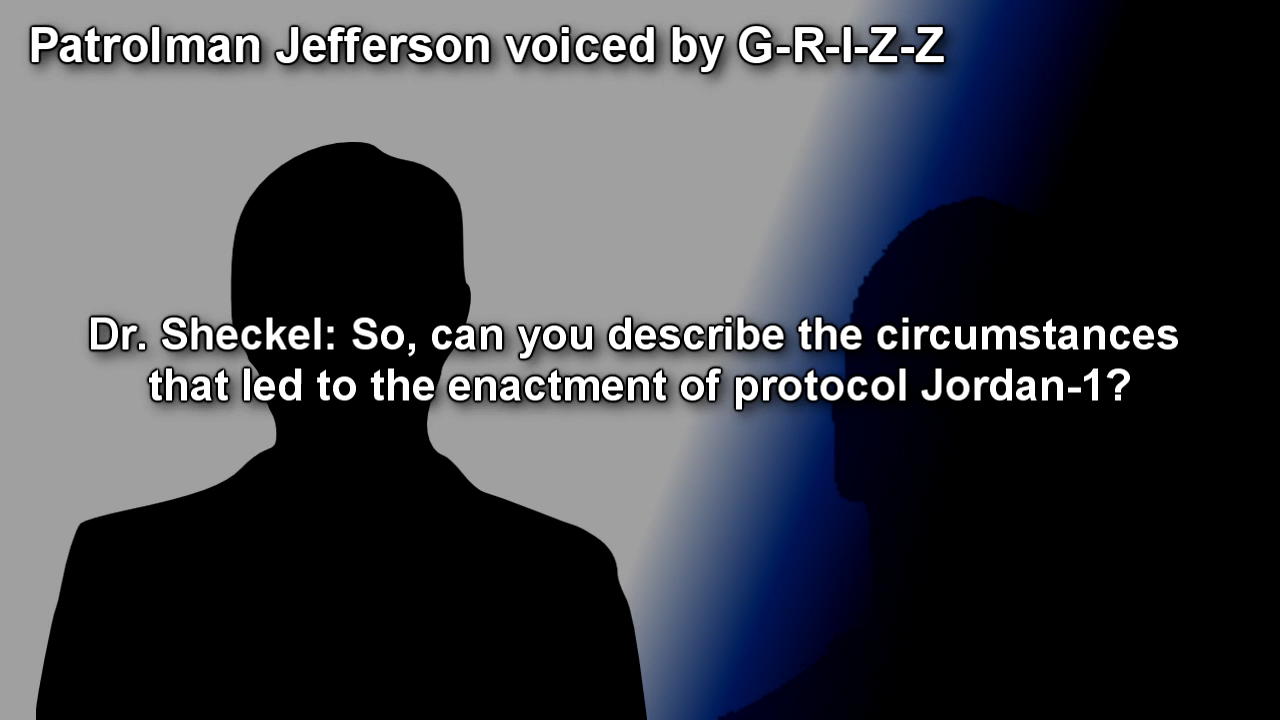 Patrolman Jefferson voiced by G-R-I-Z-Z
Dr. Sheckel: So, can you describe the circumstances
that led to the enactment of protocol Jordan-1?